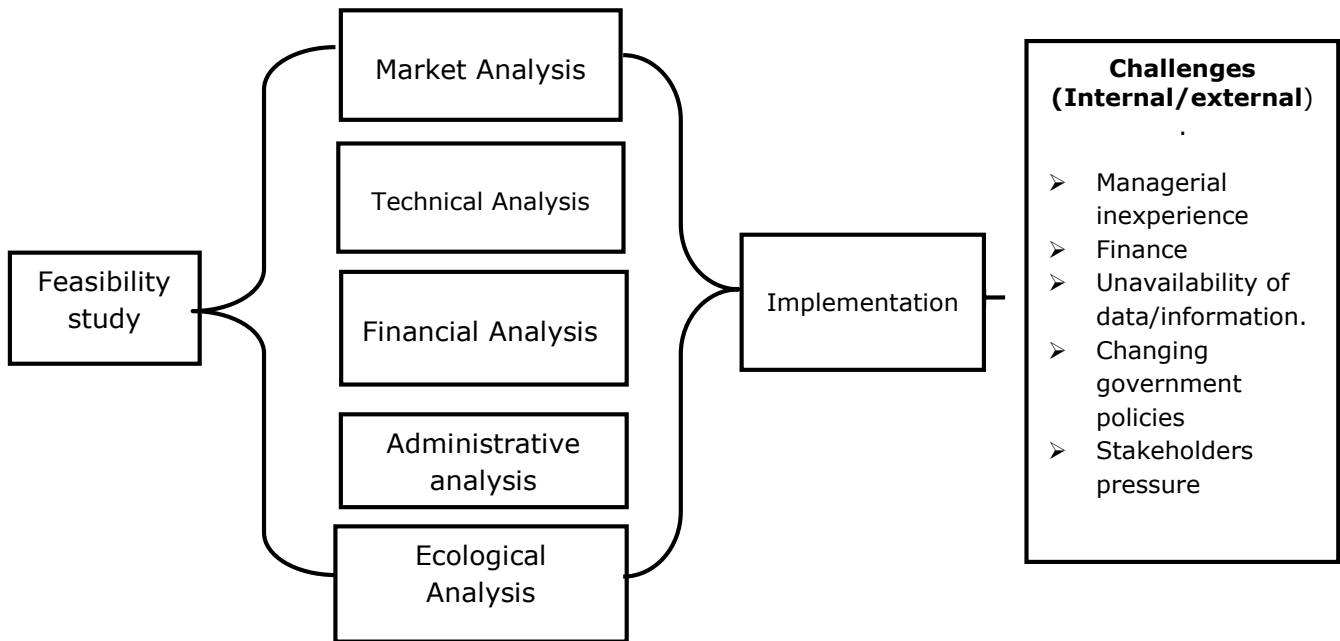 Feasibility
study
Market Analysis
Technical Analysis
Financial Analysis
Administrative
analysis
Ecological
Analysis
Implementation
Challenges
(Internal/external)
.
➢ Managerial
inexperience
➢ Finance
➢ Unavailability of
data/information.
➢ Changing
government
policies
➢ Stakeholders
pressure